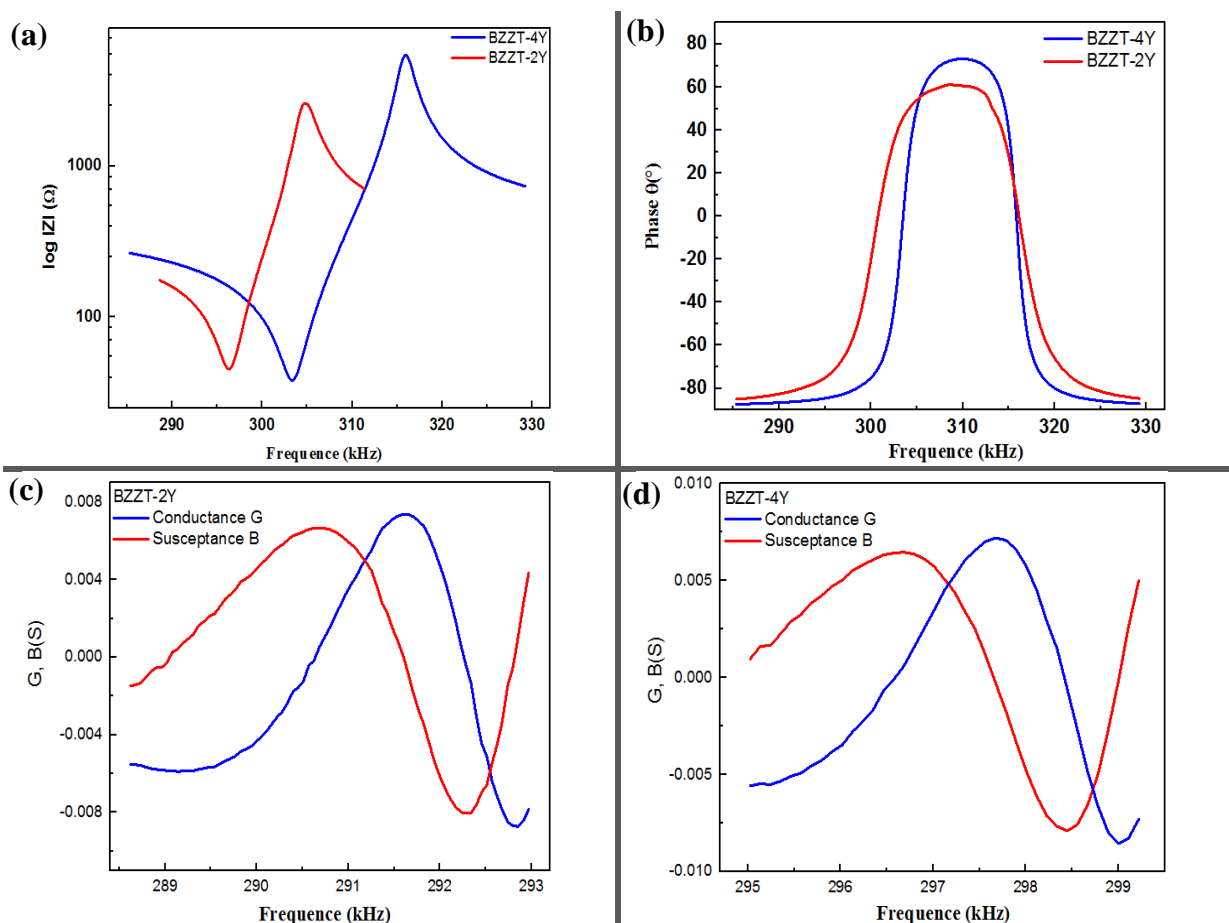 (a)
BZZT-4Y
BZZT-2Y
1000
100
log IZI (Ω)
290 300 310 320 330
Frequence (kHz)
(b)
BZZT-4Y
BZZT-2Y
80
60
40
20
0
-20
-40
-60
-80
Phase Θ(°)
290 300 310 320 330
Frequence (kHz)
(c)
BZZT-2Y
Conductance G
Susceptance B
0.008
0.004
0.000
-0.004
-0.008
G, B(S)
289 290 291 292 293
Frequence (kHz)
(d)
BZZT-4Y
Conductance G
Susceptance B
0.010
0.005
0.000
-0.005
-0.010
G, B(S)
295 296 297 298 299
Frequence (kHz)